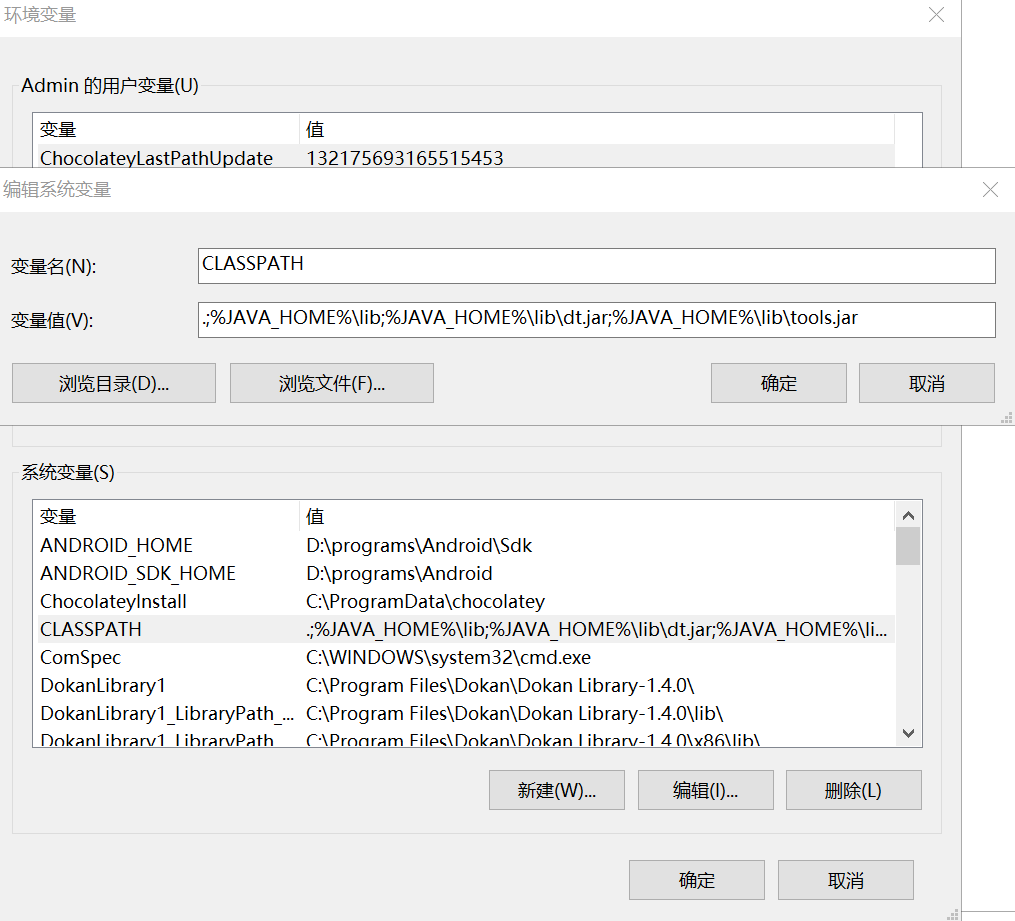 环境变量
Admin 的用户变量(U)
变量 值
ChocolateyLastPathUpdate 132175693165515453
编辑系统变量
变量名(N): CLASSPATH
变量值(V): .;%JAVA_HOME%\lib;%JAVA_HOME%\lib\dt.jar;%JAVA_HOME%\lib\tools.jar
浏览目录(D)... 浏览文件(F)... 确定 取消
系统变量(S)
变量 值
ANDROID_HOME D:\programs\Android\Sdk
ANDROID_SDK_HOME D:\programs\Android
ChocolateyInstall C:\ProgramData\chocolatey
CLASSPATH .;%JAVA_HOME%\lib;%JAVA_HOME%\lib\dt.jar;%JAVA_HOME%\li...
ComSpec C:\WINDOWS\system32\cmd.exe
DokanLibrary1 C:\Program Files\Dokan\Dokan Library-1.4.0\
DokanLibrary1_LibraryPath_... C:\Program Files\Dokan\Dokan Library-1.4.0\lib\
DokanLibrary1_LibraryPath_ C:\Program Files\Dokan\Dokan Library-1.4.0\x86\lib\
新建(W)... 编辑(I)... 删除(L)
确定 取消